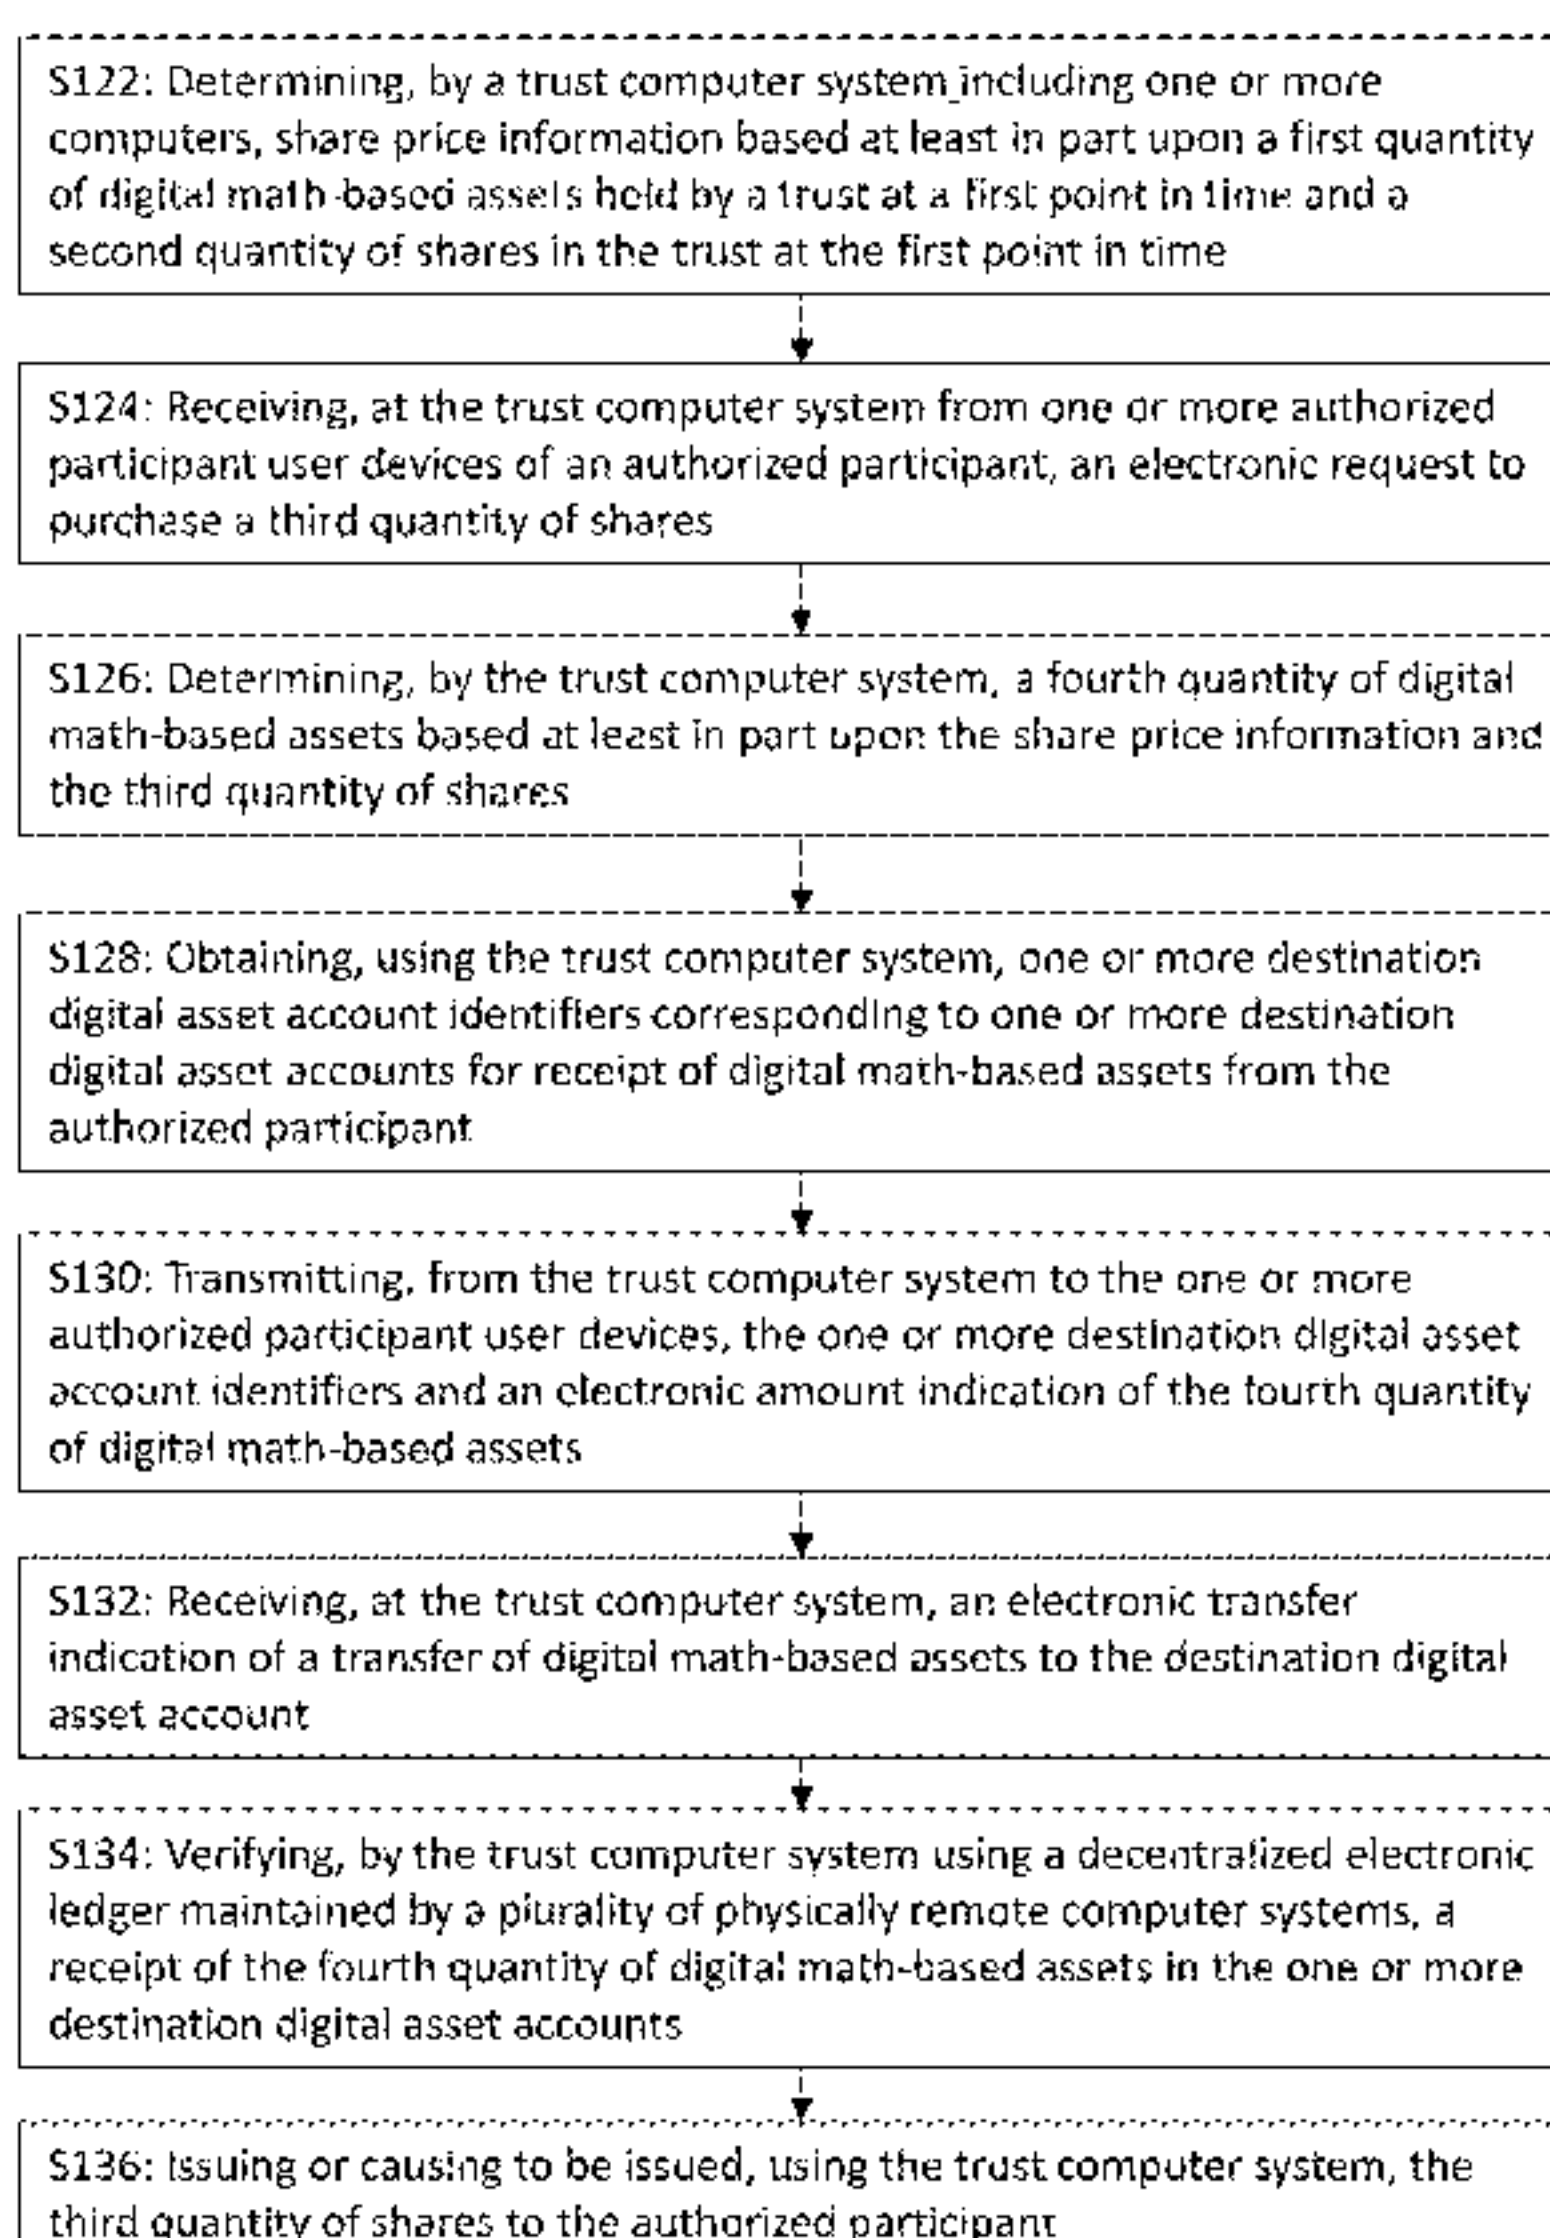 S122: Determining, by a trust computer system including one or more
computers, share price information based at least in part upon a first quantity
of digital math-based assets held by a trust at a first point in time and a
second quantity of shares in the trust at the first point in time
S124: Receiving, at the trust computer system from one or more authorized
participant user devices of an authorized participant, an electronic request to
purchase a third quantity of shares
S126: Determining, by the trust computer system, a fourth quantity of digital
math-based assets based at least in part upon the share price information and
the third quantity of shares
S128: Obtaining, using the trust computer system, one or more destination
digital asset account identifiers corresponding to one or more destination
digital asset accounts for receipt of digital math-based assets from the
authorized participant
S130: Transmitting, from the trust computer system to the one or more
authorized participant user devices, the one or more destination digital asset
account identifiers and an electronic amount indication of the fourth quantity
of digital math-based assets
S132: Receiving, at the trust computer system, an electronic transfer
indication of a transfer of digital math-based assets to the destination digital
asset account
S134: Verifying, by the trust computer system using a decentralized electronic
ledger maintained by a plurality of physically remote computer systems, a
receipt of the fourth quantity of digital math-based assets in the one or more
destination digital asset accounts
S136: Issuing or causing to be issued, using the trust computer system, the
third quantity of shares to the authorized participant